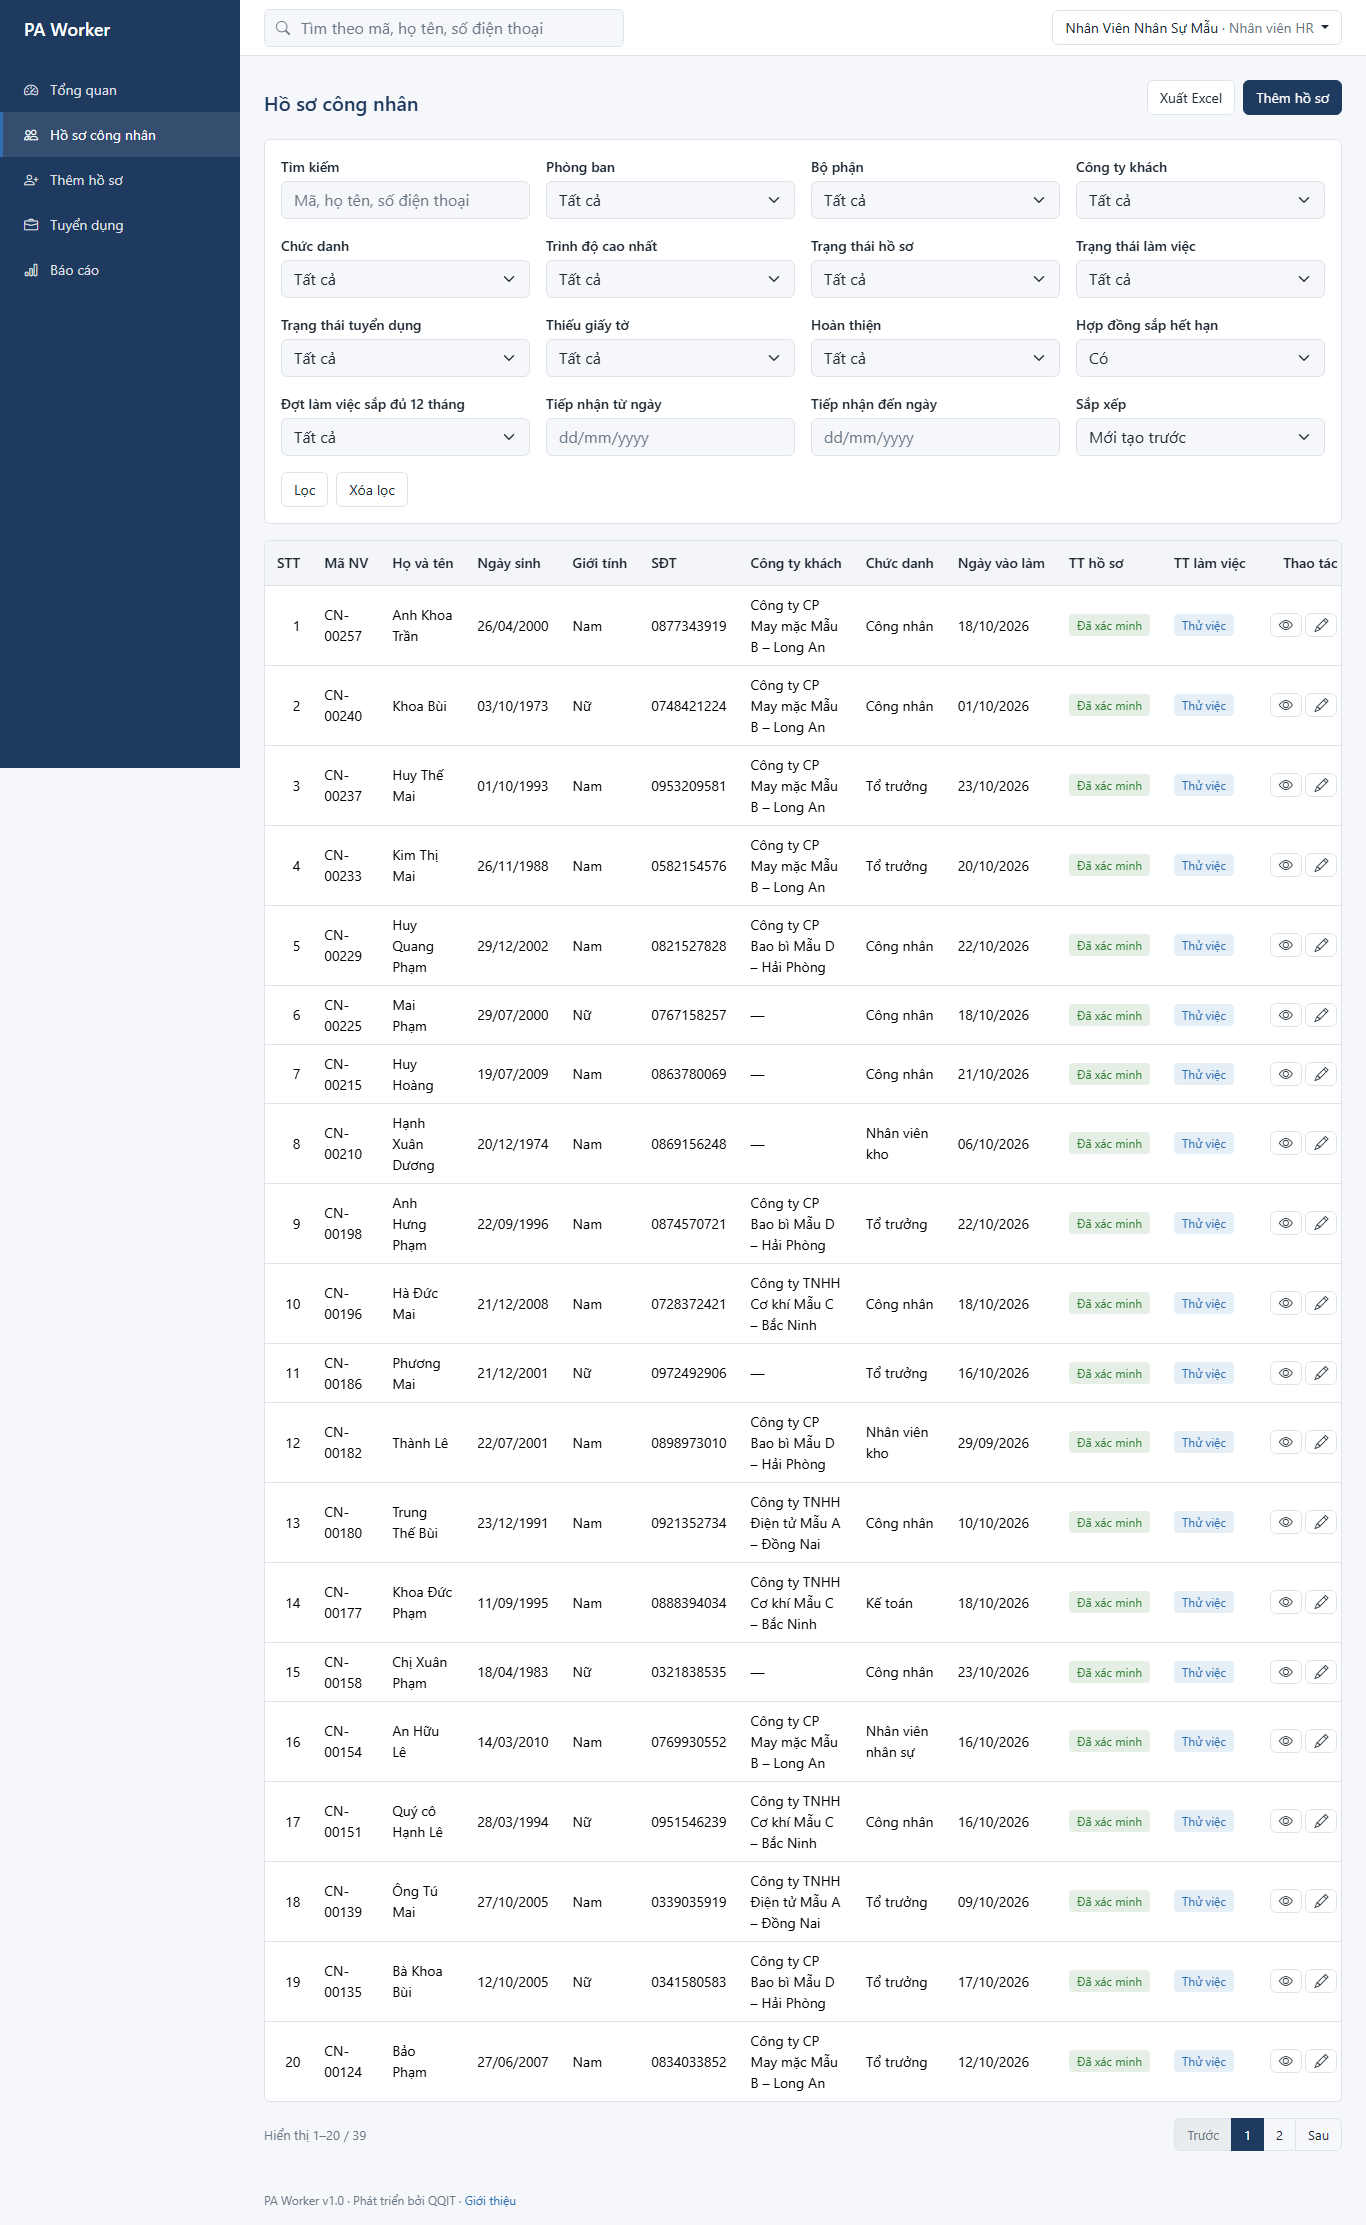 PA Worker
Tìm theo mã, họ tên, số điện thoại
Nhân Viên Nhân Sự Mẫu · Nhân viên HR
Tổng quan
Hồ sơ công nhân
Thêm hồ sơ
Tuyển dụng
Báo cáo
Hồ sơ công nhân
Xuất Excel
Thêm hồ sơ
Tìm kiếm Phòng ban Bộ phận Công ty khách
Mã, họ tên, số điện thoại Tất cả Tất cả Tất cả
Chức danh Trình độ cao nhất Trạng thái hồ sơ Trạng thái làm việc
Tất cả Tất cả Tất cả Tất cả
Trạng thái tuyển dụng Thiếu giấy tờ Hoàn thiện Hợp đồng sắp hết hạn
Tất cả Tất cả Tất cả Có
Đợt làm việc sắp đủ 12 tháng Tiếp nhận từ ngày Tiếp nhận đến ngày Sắp xếp
Tất cả dd/mm/yyyy dd/mm/yyyy Mới tạo trước
Lọc Xóa lọc
STT Mã NV Họ và tên Ngày sinh Giới tính SĐT Công ty khách Chức danh Ngày vào làm TT hồ sơ TT làm việc Thao tác
1 CN-00257 Anh Khoa Trần 26/04/2000 Nam 0877343919 Công ty CP May mặc Mẫu B – Long An Công nhân 18/10/2026 Đã xác minh Thử việc
2 CN-00240 Khoa Bùi 03/10/1973 Nữ 0748421224 Công ty CP May mặc Mẫu B – Long An Công nhân 01/10/2026 Đã xác minh Thử việc
3 CN-00237 Huy Thế Mai 01/10/1993 Nam 0953209581 Công ty CP May mặc Mẫu B – Long An Tổ trưởng 23/10/2026 Đã xác minh Thử việc
4 CN-00233 Kim Thị Mai 26/11/1988 Nam 0582154576 Công ty CP May mặc Mẫu B – Long An Tổ trưởng 20/10/2026 Đã xác minh Thử việc
5 CN-00229 Huy Quang Phạm 29/12/2002 Nam 0821527828 Công ty CP Bao bì Mẫu D – Hải Phòng Công nhân 22/10/2026 Đã xác minh Thử việc
6 CN-00225 Mai Phạm 29/07/2000 Nữ 0767158257 — Công nhân 18/10/2026 Đã xác minh Thử việc
7 CN-00215 Huy Hoàng 19/07/2009 Nam 0863780069 — Công nhân 21/10/2026 Đã xác minh Thử việc
8 CN-00210 Hạnh Xuân Dương 20/12/1974 Nam 0869156248 — Nhân viên kho 06/10/2026 Đã xác minh Thử việc
9 CN-00198 Anh Hưng Phạm 22/09/1996 Nam 0874570721 Công ty CP Bao bì Mẫu D – Hải Phòng Tổ trưởng 22/10/2026 Đã xác minh Thử việc
10 CN-00196 Hà Đức Mai 21/12/2008 Nam 0728372421 Công ty TNHH Cơ khí Mẫu C – Bắc Ninh Công nhân 18/10/2026 Đã xác minh Thử việc
11 CN-00186 Phương Mai 21/12/2001 Nữ 0972492906 — Tổ trưởng 16/10/2026 Đã xác minh Thử việc
12 CN-00182 Thành Lê 22/07/2001 Nam 0898973010 Công ty CP Bao bì Mẫu D – Hải Phòng Nhân viên kho 29/09/2026 Đã xác minh Thử việc
13 CN-00180 Trung Thế Bùi 23/12/1991 Nam 0921352734 Công ty TNHH Điện tử Mẫu A – Đồng Nai Công nhân 10/10/2026 Đã xác minh Thử việc
14 CN-00177 Khoa Đức Phạm 11/09/1995 Nam 0888394034 Công ty TNHH Cơ khí Mẫu C – Bắc Ninh Kế toán 18/10/2026 Đã xác minh Thử việc
15 CN-00158 Chị Xuân Phạm 18/04/1983 Nữ 0321838535 — Công nhân 23/10/2026 Đã xác minh Thử việc
16 CN-00154 An Hữu Lê 14/03/2010 Nam 0769930552 Công ty CP May mặc Mẫu B – Long An Nhân viên nhân sự 16/10/2026 Đã xác minh Thử việc
17 CN-00151 Quý cô Hạnh Lê 28/03/1994 Nữ 0951546239 Công ty TNHH Cơ khí Mẫu C – Bắc Ninh Công nhân 16/10/2026 Đã xác minh Thử việc
18 CN-00139 Ông Tú Mai 27/10/2005 Nam 0339035919 Công ty TNHH Điện tử Mẫu A – Đồng Nai Tổ trưởng 09/10/2026 Đã xác minh Thử việc
19 CN-00135 Bà Khoa Bùi 12/10/2005 Nữ 0341580583 Công ty CP Bao bì Mẫu D – Hải Phòng Tổ trưởng 17/10/2026 Đã xác minh Thử việc
20 CN-00124 Bảo Phạm 27/06/2007 Nam 0834033852 Công ty CP May mặc Mẫu B – Long An Tổ trưởng 12/10/2026 Đã xác minh Thử việc
Hiển thị 1–20 / 39
Trước 1 2 Sau
PA Worker v1.0 · Phát triển bởi QQIT · Giới thiệu